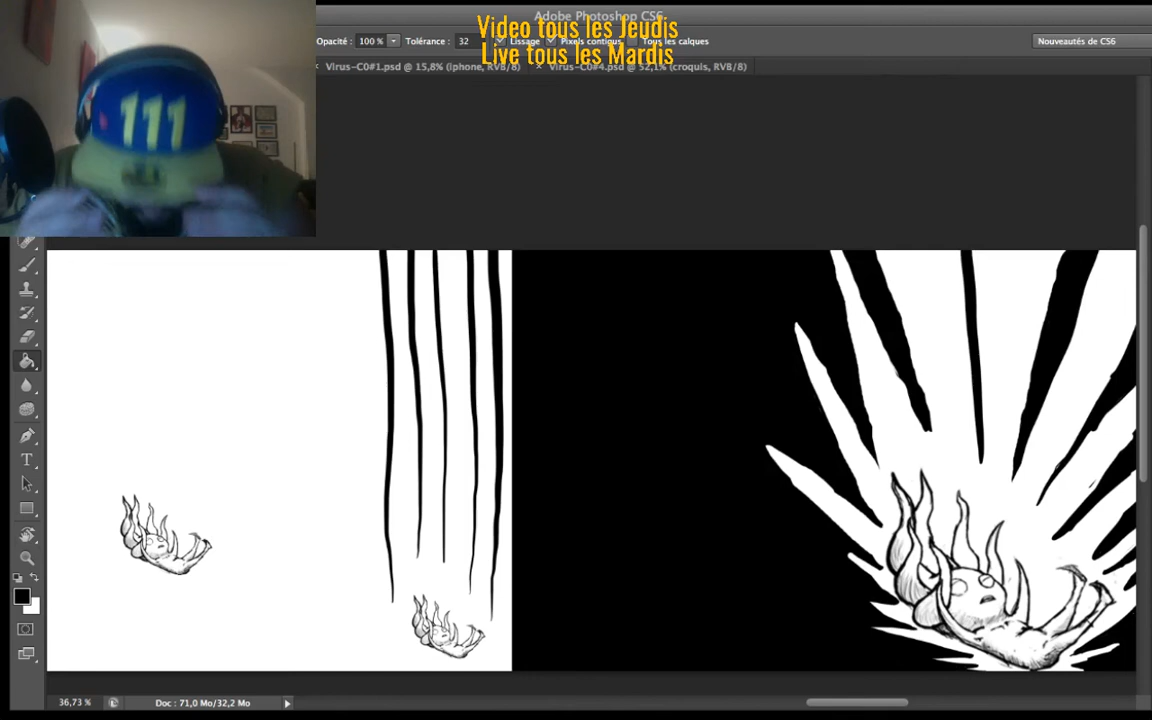 Adobe Photoshop CS6
Video tous les Jeudis
Live tous les Mardis
Opacité : 100 % Tolérance : 32 Lissage Pixels contigus Tous les calques
Nouveautés de CS6
Virus-C0#1.psd @ 15,8% (iphone, RVB/8) × Virus-C0#4.psd @ 52,1% (croquis, RVB/8)
111
T
36,73 % Doc : 71,0 Mo/32,2 Mo